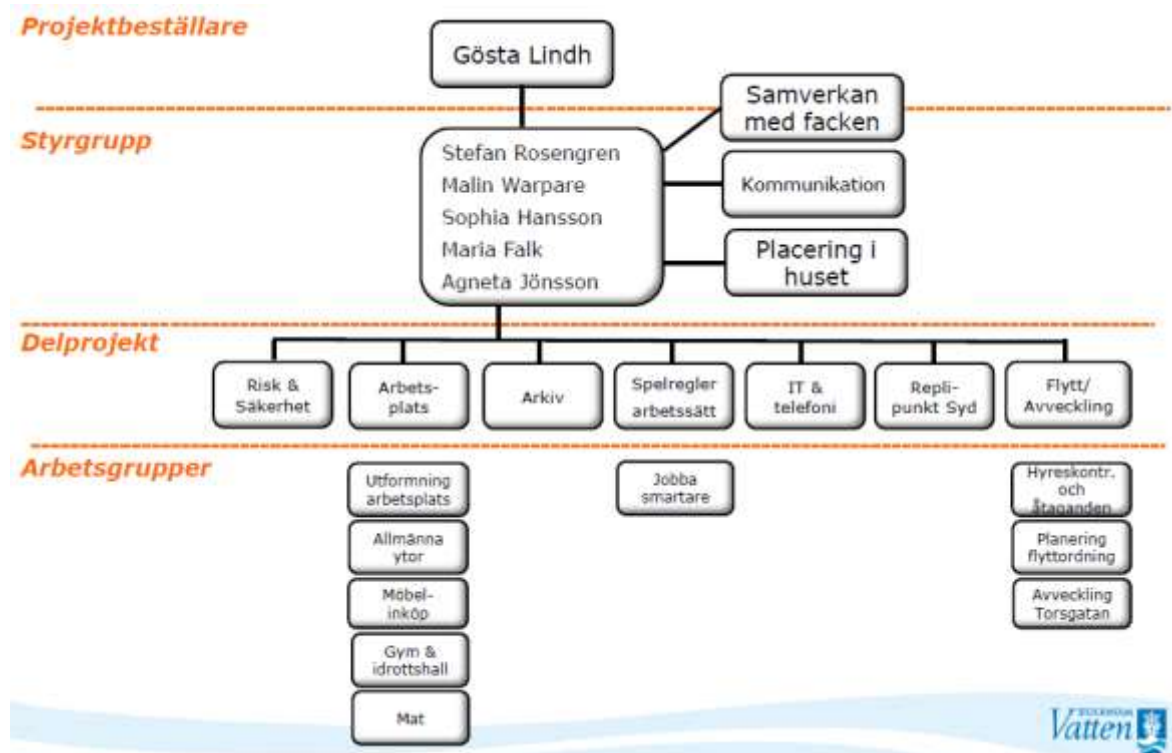 Projektbeställare
Gösta Lindh
Samverkan
med facken
Styrgrupp
Stefan Rosengren
Malin Warpare
Sophia Hansson
Maria Falk
Agneta Jönsson
Kommunikation
Placering i
huset
Delprojekt
Risk &
Säkerhet
Arbets-
plats
Arkiv
Spelregler
arbetssätt
IT &
telefoni
Repli-
punkt Syd
Flytt/
Avveckling
Arbetsgrupper
Utformning
arbetsplats
Allmänna
ytor
Möbel-
inköp
Gym &
idrottshall
Mat
Jobba
smartare
Hyreskontr.
och
åtaganden
Planering
flyttordning
Avveckling
Torsgatan
STOCKHOLM
Vatten